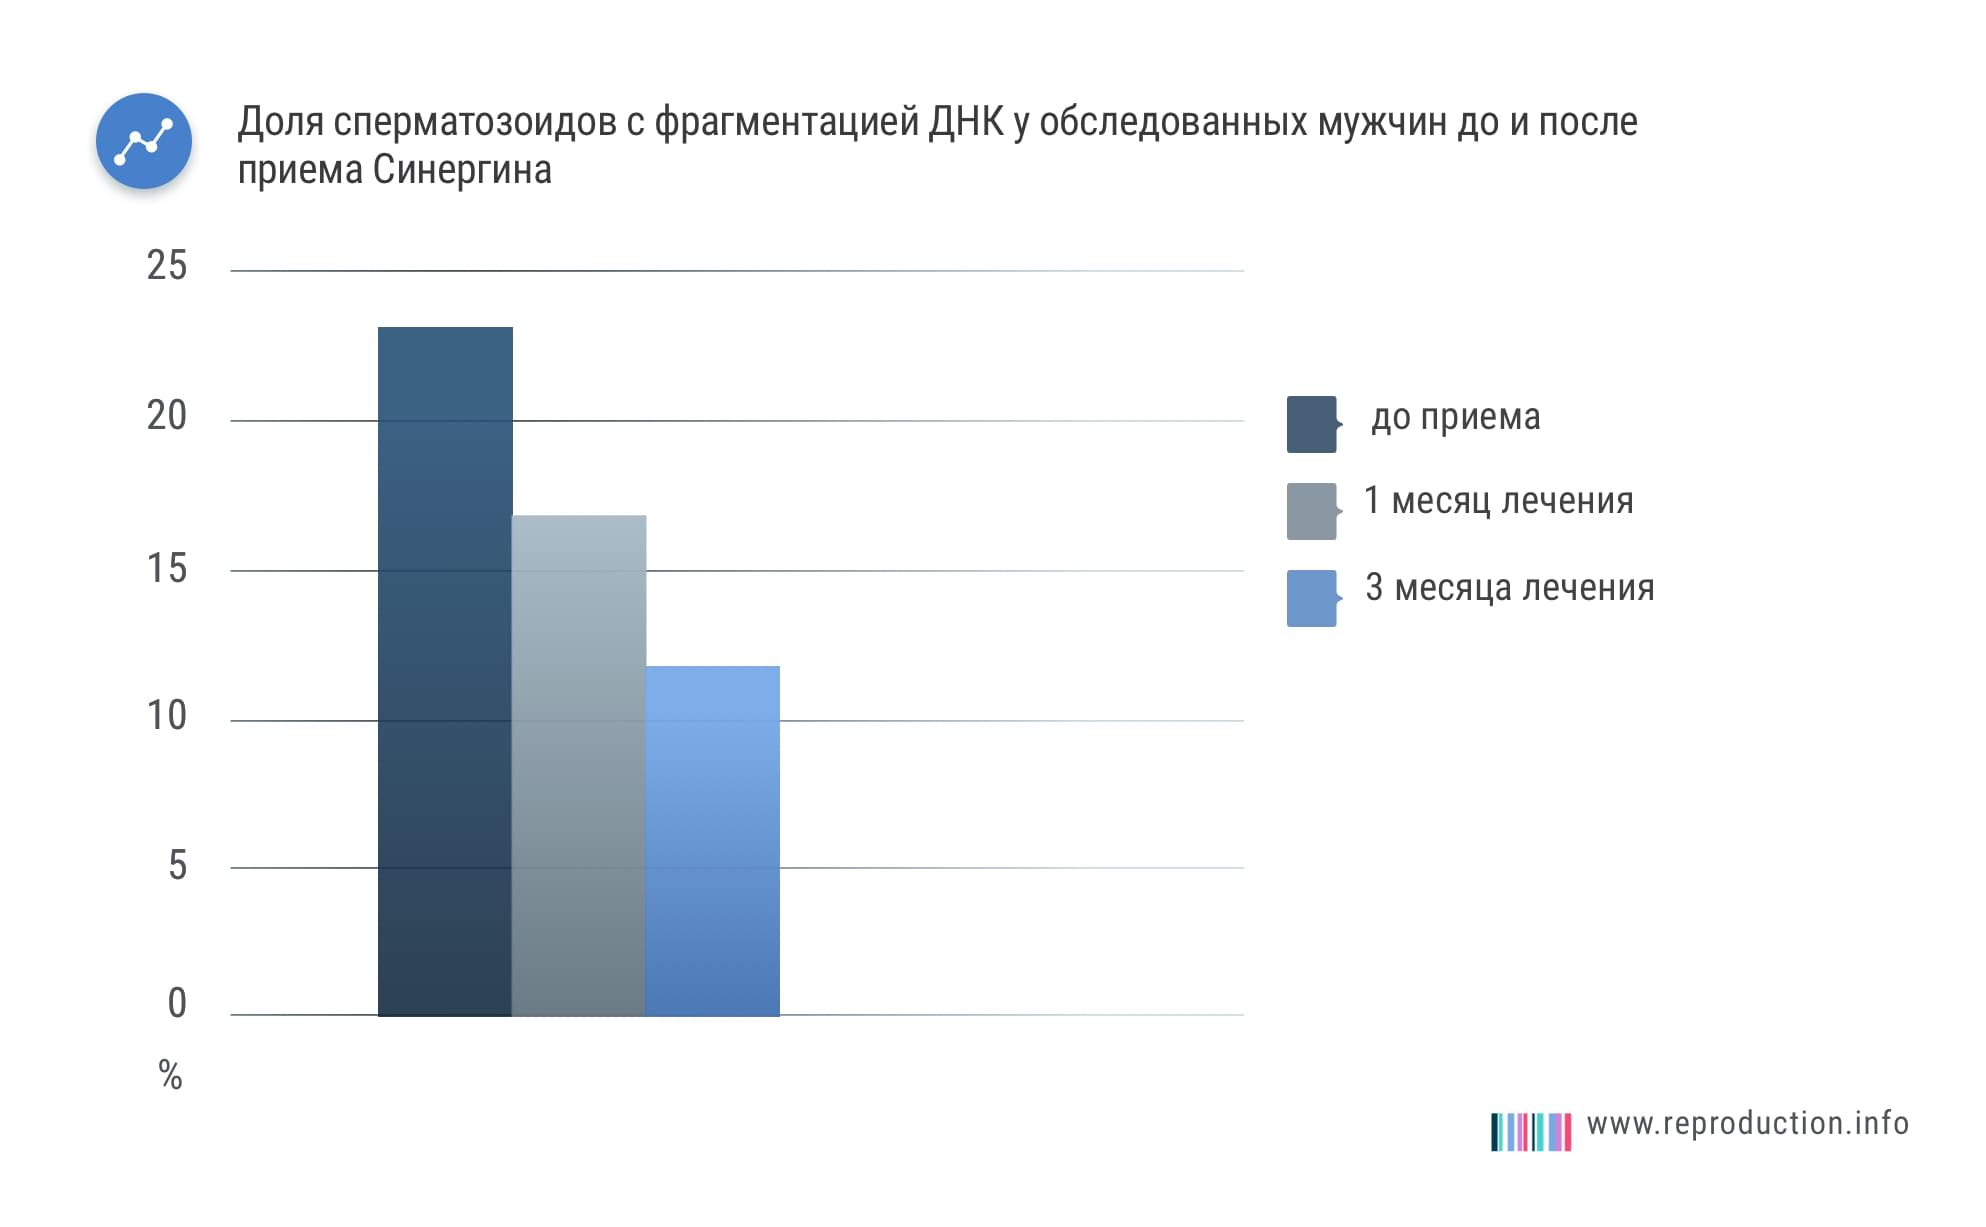 Доля сперматозоидов с фрагментацией ДНК у обследованных мужчин до и после
приема Синергина
25
20
15
10
5
0
%
до приема
1 месяц лечения
3 месяца лечения
www.reproduction.info